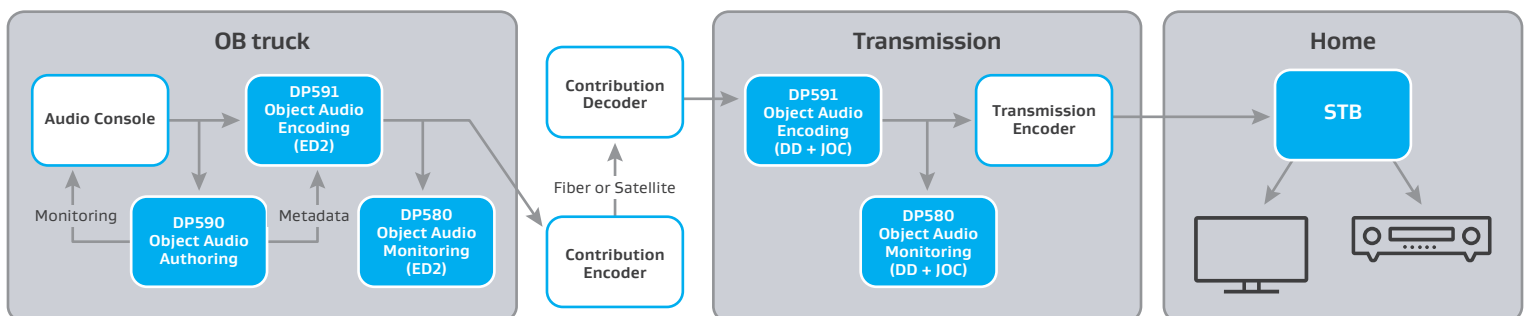 OB truck
Audio Console
DP591
Object Audio
Encoding
(ED2)
Monitoring
Metadata
DP590
Object Audio
Authoring
DP580
Object Audio
Monitoring
(ED2)
Contribution
Decoder
Fiber or Satellite
Contribution
Encoder
Transmission
DP591
Object Audio
Encoding
(DD + JOC)
Transmission
Encoder
DP580
Object Audio
Monitoring
(DD + JOC)
Home
STB